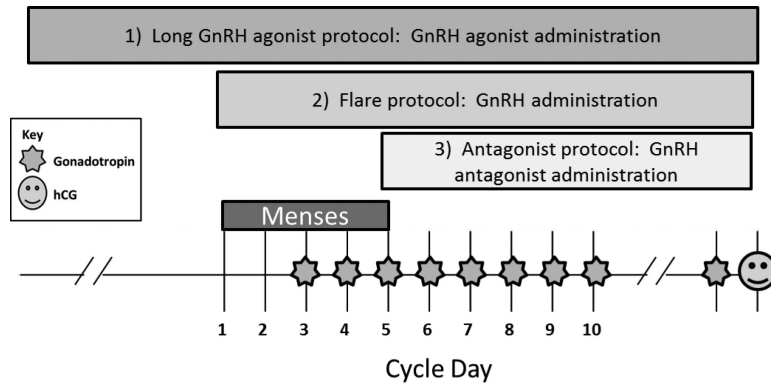 1) Long GnRH agonist protocol: GnRH agonist administration
2) Flare protocol: GnRH administration
3) Antagonist protocol: GnRH
antagonist administration
Key
Gonadotropin
hCG
Menses
1 2 3 4 5 6 7 8 9 10
Cycle Day